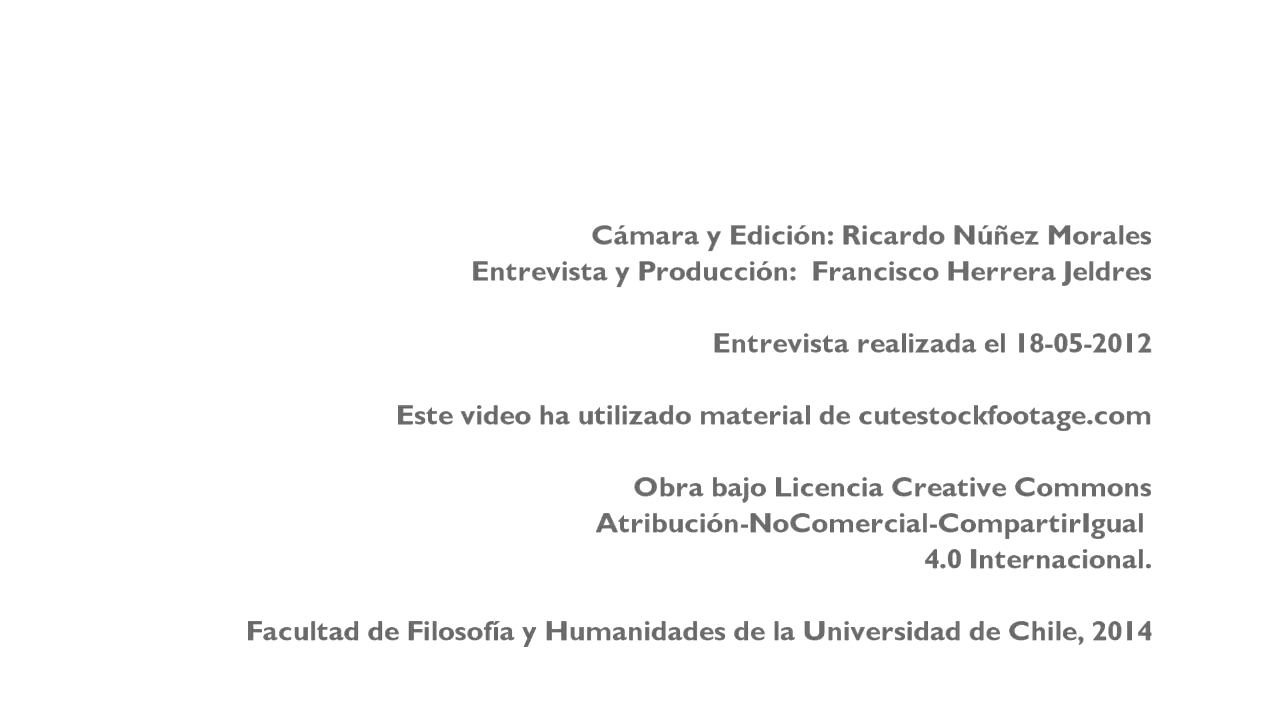 Cámara y Edición: Ricardo Núñez Morales
Entrevista y Producción:  Francisco Herrera Jeldres
Entrevista realizada el 18-05-2012
Este video ha utilizado material de cutestockfootage.com
Obra bajo Licencia Creative Commons
Atribución-NoComercial-CompartirIgual
4.0 Internacional.
Facultad de Filosofía y Humanidades de la Universidad de Chile, 2014